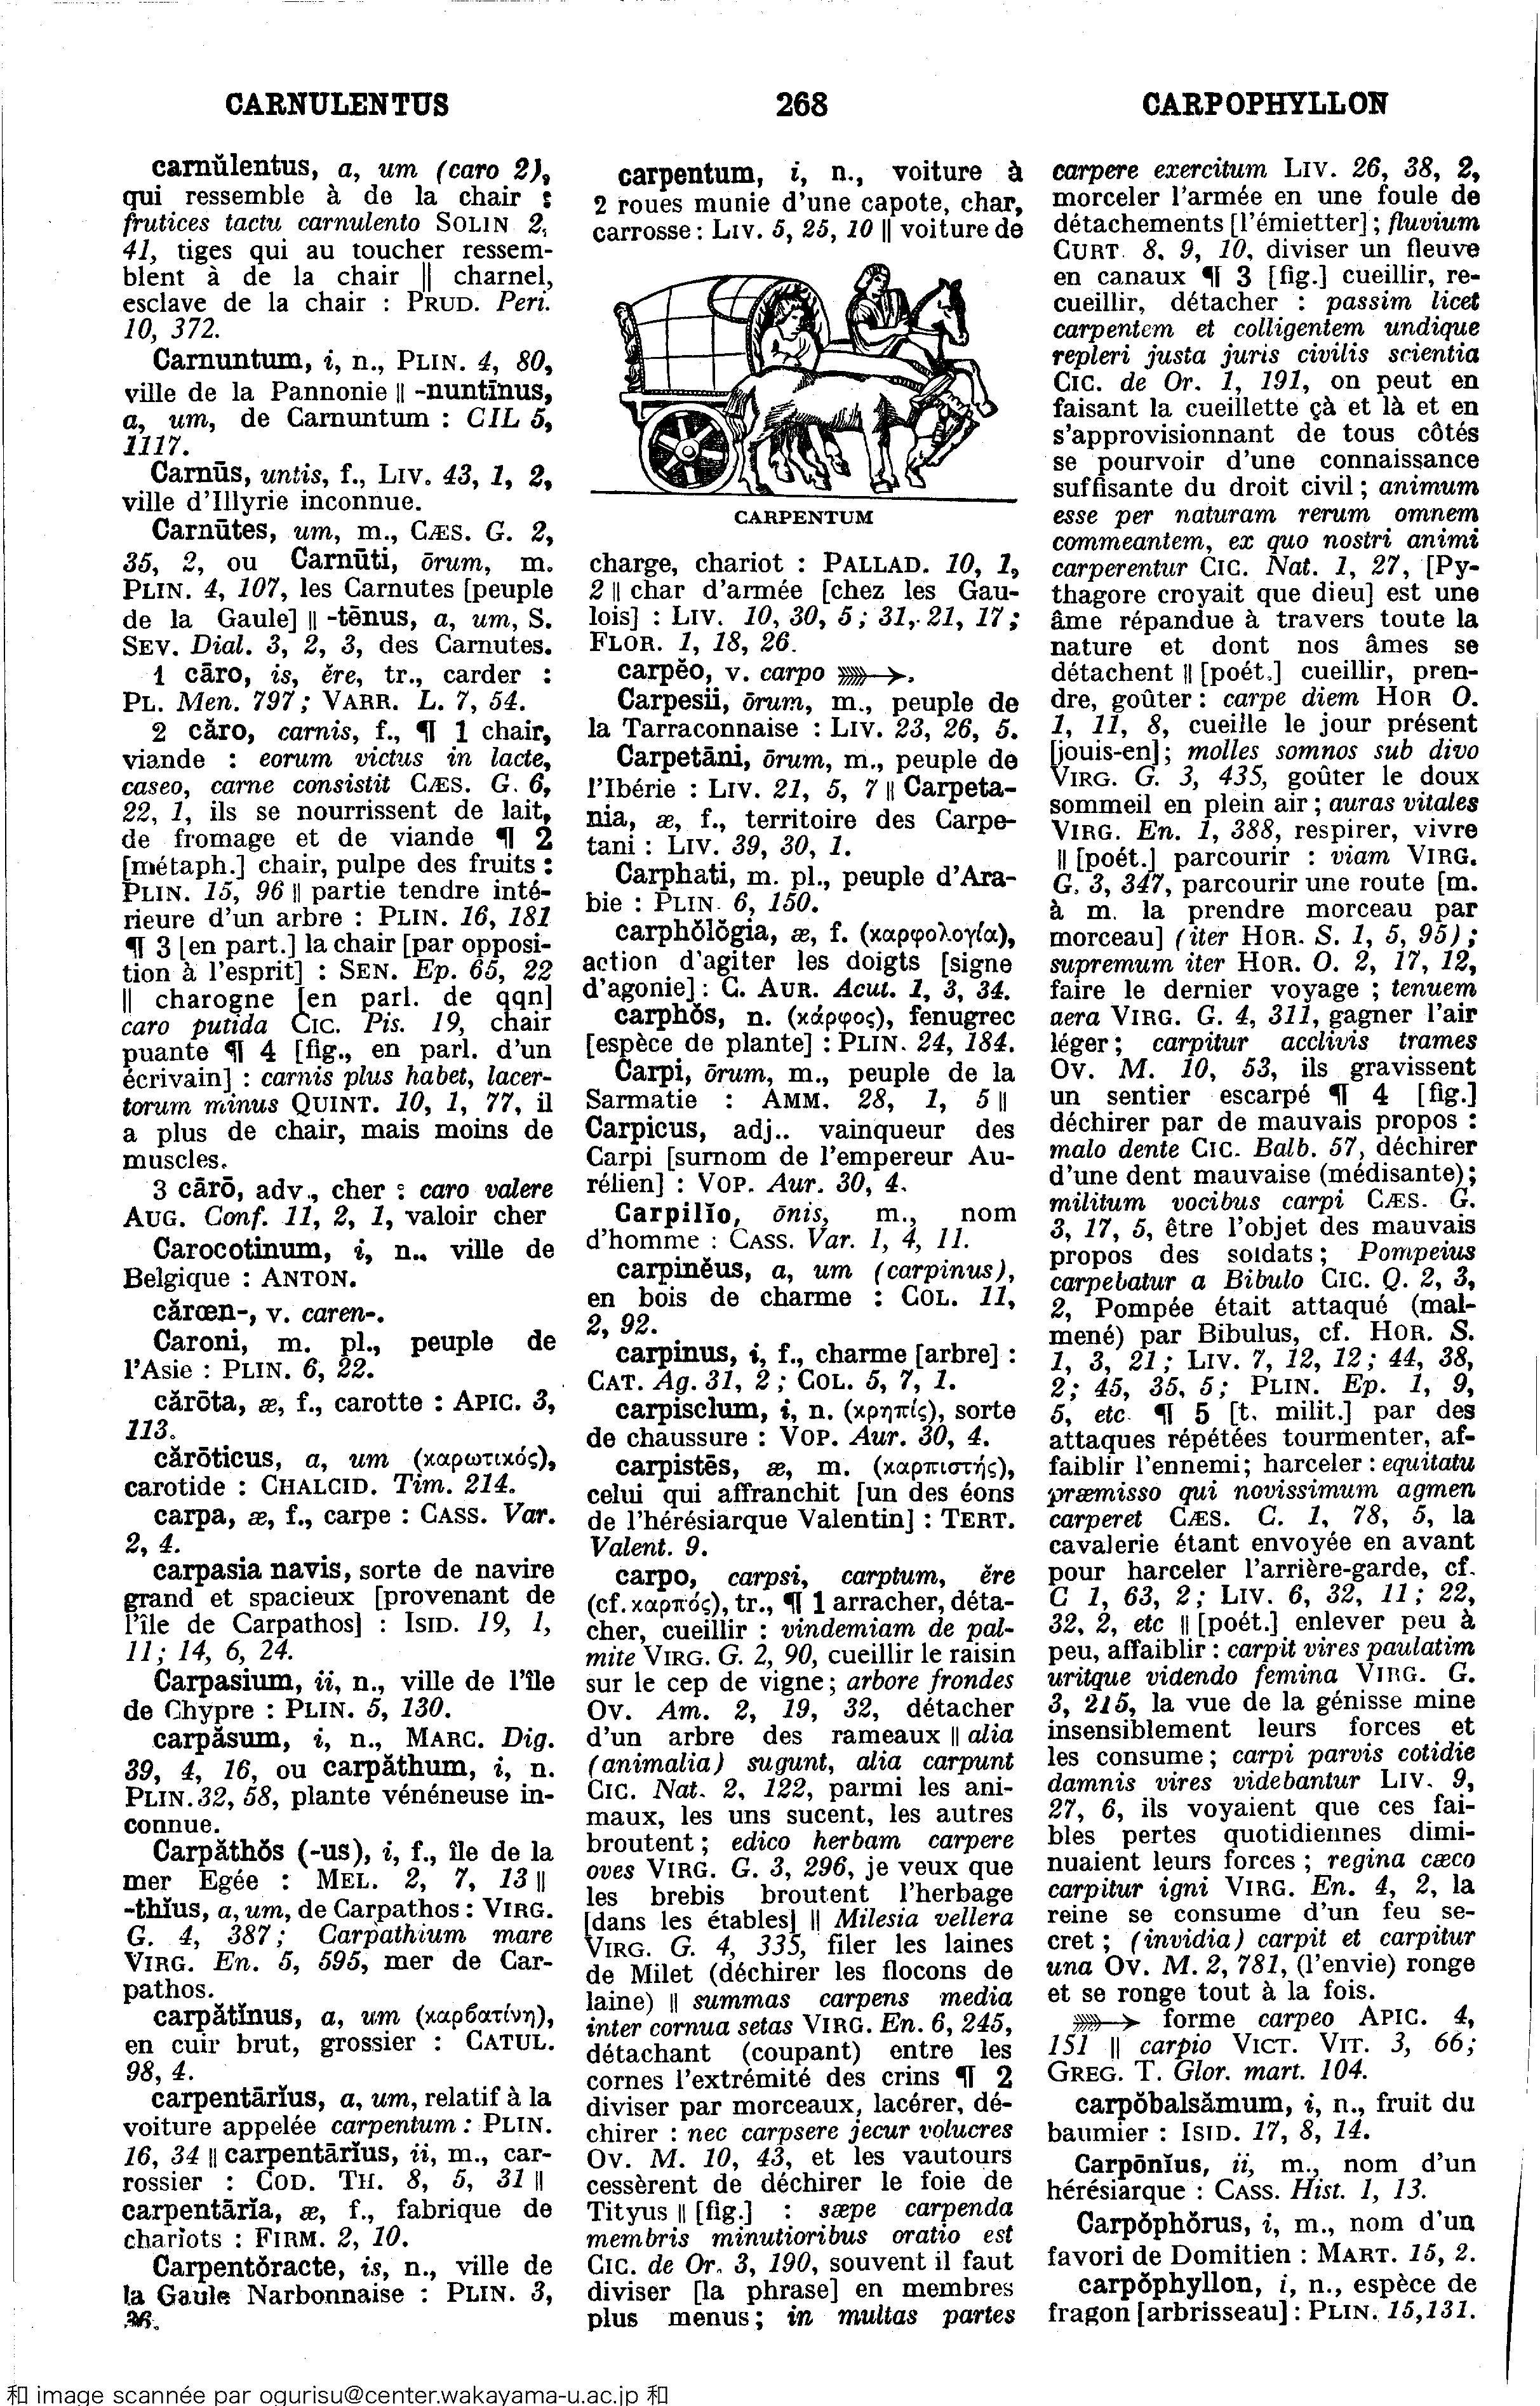 CARNULENTUS
268
CARPOPHYLLON
carnŭlentus, a, um (caro 2),
qui ressemble à de la chair :
frutices tactu carnulento SOLIN 2,
41, tiges qui au toucher ressem-
blent à de la chair || charnel,
esclave de la chair : PRUD. Peri.
10, 372.
Carnuntum, i, n., PLIN. 4, 80,
ville de la Pannonie || -nuntīnus,
a, um, de Carnuntum : CIL 5,
1117.
Carnūs, untis, f., LIV. 43, 1, 2,
ville d'Illyrie inconnue.
Carnūtes, um, m., CÆS. G. 2,
35, 2, ou Carnūti, ōrum, m.
PLIN. 4, 107, les Carnutes [peuple
de la Gaule] || -tēnus, a, um, S.
SEV. Dial. 3, 2, 3, des Carnutes.
1 cāro, is, ĕre, tr., carder :
PL. Men. 797 ; VARR. L. 7, 54.
2 căro, carnis, f., ¶ 1 chair,
viande : eorum victus in lacte,
caseo, carne consistit CÆS. G. 6,
22, 1, ils se nourrissent de lait,
de fromage et de viande ¶ 2
[métaph.] chair, pulpe des fruits :
PLIN. 15, 96 || partie tendre inté-
rieure d'un arbre : PLIN. 16, 181
¶ 3 [en part.] la chair [par opposi-
tion à l'esprit] : SEN. Ep. 65, 22
|| charogne [en parl. de qqn]
caro putida CIC. Pis. 19, chair
puante ¶ 4 [fig., en parl. d'un
écrivain] : carnis plus habet, lacer-
torum minus QUINT. 10, 1, 77, il
a plus de chair, mais moins de
muscles.
3 cārō, adv., cher : caro valere
AUG. Conf. 11, 2, 1, valoir cher
Carocotinum, i, n., ville de
Belgique : ANTON.
cărœn-, v. caren-.
Caroni, m. pl., peuple de
l'Asie : PLIN. 6, 22.
cărōta, æ, f., carotte : APIC. 3,
113.
cărōticus, a, um (καρωτικός),
carotide : CHALCID. Tim. 214.
carpa, æ, f., carpe : CASS. Var.
2, 4.
carpasia navis, sorte de navire
grand et spacieux [provenant de
l'île de Carpathos] : ISID. 19, 1,
11 ; 14, 6, 24.
Carpasium, ii, n., ville de l'île
de Chypre : PLIN. 5, 130.
carpăsum, i, n., MARC. Dig.
39, 4, 16, ou carpăthum, i, n.
PLIN. 32, 58, plante vénéneuse in-
connue.
Carpăthŏs (-us), i, f., île de la
mer Egée : MEL. 2, 7, 13 ||
-thĭus, a, um, de Carpathos : VIRG.
G. 4, 387 ; Carpathium mare
VIRG. En. 5, 595, mer de Car-
pathos.
carpătĭnus, a, um (καρβατίνη),
en cuir brut, grossier : CATUL.
98, 4.
carpentārĭus, a, um, relatif à la
voiture appelée carpentum : PLIN.
16, 34 || carpentārĭus, ii, m., car-
rossier : COD. TH. 8, 5, 31 ||
carpentārĭa, æ, f., fabrique de
chariots : FIRM. 2, 10.
Carpentŏracte, is, n., ville de
la Gaule Narbonnaise : PLIN. 3,
36.
carpentum, i, n., voiture à
2 roues munie d'une capote, char,
carrosse : LIV. 5, 25, 10 || voiture de
CARPENTUM
charge, chariot : PALLAD. 10, 1,
2 || char d'armée [chez les Gau-
lois] : LIV. 10, 30, 5 ; 31, 21, 17 ;
FLOR. 1, 18, 26.
carpĕo, v. carpo ⟶.
Carpesii, ōrum, m., peuple de
la Tarraconnaise : LIV. 23, 26, 5.
Carpetāni, ōrum, m., peuple de
l'Ibérie : LIV. 21, 5, 7 || Carpeta-
nia, æ, f., territoire des Carpe-
tani : LIV. 39, 30, 1.
Carphati, m. pl., peuple d'Ara-
bie : PLIN. 6, 150.
carphŏlŏgia, æ, f. (καρφολογία),
action d'agiter les doigts [signe
d'agonie] : C. AUR. Acut. 1, 3, 34.
carphŏs, n. (κάρφος), fenugrec
[espèce de plante] : PLIN. 24, 184.
Carpi, ōrum, m., peuple de la
Sarmatie : AMM. 28, 1, 5 ||
Carpicus, adj., vainqueur des
Carpi [surnom de l'empereur Au-
rélien] : VOP. Aur. 30, 4.
Carpilĭo, ōnis, m., nom
d'homme : CASS. Var. 1, 4, 11.
carpinĕus, a, um (carpinus),
en bois de charme : COL. 11,
2, 92.
carpinus, i, f., charme [arbre] :
CAT. Ag. 31, 2 ; COL. 5, 7, 1.
carpisclum, i, n. (κρηπίς), sorte
de chaussure : VOP. Aur. 30, 4.
carpistēs, æ, m. (καρπιστής),
celui qui affranchit [un des éons
de l'hérésiarque Valentin] : TERT.
Valent. 9.
carpo, carpsi, carptum, ĕre
(cf. καρπός), tr., ¶ 1 arracher, déta-
cher, cueillir : vindemiam de pal-
mite VIRG. G. 2, 90, cueillir le raisin
sur le cep de vigne ; arbore frondes
OV. Am. 2, 19, 32, détacher
d'un arbre des rameaux || alia
(animalia) sugunt, alia carpunt
CIC. Nat. 2, 122, parmi les ani-
maux, les uns sucent, les autres
broutent ; edico herbam carpere
oves VIRG. G. 3, 296, je veux que
les brebis broutent l'herbage
[dans les étables] || Milesia vellera
VIRG. G. 4, 335, filer les laines
de Milet (déchirer les flocons de
laine) || summas carpens media
inter cornua setas VIRG. En. 6, 245,
détachant (coupant) entre les
cornes l'extrémité des crins ¶ 2
diviser par morceaux, lacérer, dé-
chirer : nec carpsere jecur volucres
OV. M. 10, 43, et les vautours
cessèrent de déchirer le foie de
Tityus || [fig.] : sæpe carpenda
membris minutioribus oratio est
CIC. de Or. 3, 190, souvent il faut
diviser [la phrase] en membres
plus menus ; in multas partes
carpere exercitum LIV. 26, 38, 2,
morceler l'armée en une foule de
détachements [l'émietter] ; fluvium
CURT. 8, 9, 10, diviser un fleuve
en canaux ¶ 3 [fig.] cueillir, re-
cueillir, détacher : passim licet
carpentem et colligentem undique
repleri justa juris civilis scientia
CIC. de Or. 1, 191, on peut en
faisant la cueillette çà et là et en
s'approvisionnant de tous côtés
se pourvoir d'une connaissance
suffisante du droit civil ; animum
esse per naturam rerum omnem
commeantem, ex quo nostri animi
carperentur CIC. Nat. 1, 27, [Py-
thagore croyait que dieu] est une
âme répandue à travers toute la
nature et dont nos âmes se
détachent || [poét.] cueillir, pren-
dre, goûter : carpe diem HOR O.
1, 11, 8, cueille le jour présent
[jouis-en] ; molles somnos sub divo
VIRG. G. 3, 435, goûter le doux
sommeil en plein air ; auras vitales
VIRG. En. 1, 388, respirer, vivre
|| [poét.] parcourir : viam VIRG.
G. 3, 347, parcourir une route [m.
à m. la prendre morceau par
morceau] (iter HOR. S. 1, 5, 95) ;
supremum iter HOR. O. 2, 17, 12,
faire le dernier voyage ; tenuem
aera VIRG. G. 4, 311, gagner l'air
léger ; carpitur acclivis trames
OV. M. 10, 53, ils gravissent
un sentier escarpé ¶ 4 [fig.]
déchirer par de mauvais propos :
malo dente CIC. Balb. 57, déchirer
d'une dent mauvaise (médisante) ;
militum vocibus carpi CÆS. G.
3, 17, 5, être l'objet des mauvais
propos des soldats ; Pompeius
carpebatur a Bibulo CIC. Q. 2, 3,
2, Pompée était attaqué (mal-
mené) par Bibulus, cf. HOR. S.
1, 3, 21 ; LIV. 7, 12, 12 ; 44, 38,
2 ; 45, 35, 5 ; PLIN. Ep. 1, 9,
5, etc. ¶ 5 [t. milit.] par des
attaques répétées tourmenter, af-
faiblir l'ennemi ; harceler : equitatu
præmisso qui novissimum agmen
carperet CÆS. C. 1, 78, 5, la
cavalerie étant envoyée en avant
pour harceler l'arrière-garde, cf.
C 1, 63, 2 ; LIV. 6, 32, 11 ; 22,
32, 2, etc || [poét.] enlever peu à
peu, affaiblir : carpit vires paulatim
uritque videndo femina VIRG. G.
3, 215, la vue de la génisse mine
insensiblement leurs forces et
les consume ; carpi parvis cotidie
damnis vires videbantur LIV. 9,
27, 6, ils voyaient que ces fai-
bles pertes quotidiennes dimi-
nuaient leurs forces ; regina cæco
carpitur igni VIRG. En. 4, 2, la
reine se consume d'un feu se-
cret ; (invidia) carpit et carpitur
una OV. M. 2, 781, (l'envie) ronge
et se ronge tout à la fois.
⟶ forme carpeo APIC. 4,
151 || carpio VICT. VIT. 3, 66 ;
GREG. T. Glor. mart. 104.
carpŏbalsămum, i, n., fruit du
baumier : ISID. 17, 8, 14.
Carpōnĭus, ii, m., nom d'un
hérésiarque : CASS. Hist. 1, 13.
Carpŏphŏrus, i, m., nom d'un
favori de Domitien : MART. 15, 2.
carpŏphyllon, i, n., espèce de
fragon [arbrisseau] : PLIN. 15, 131.
和 image scannée par ogurisu@center.wakayama-u.ac.jp 和